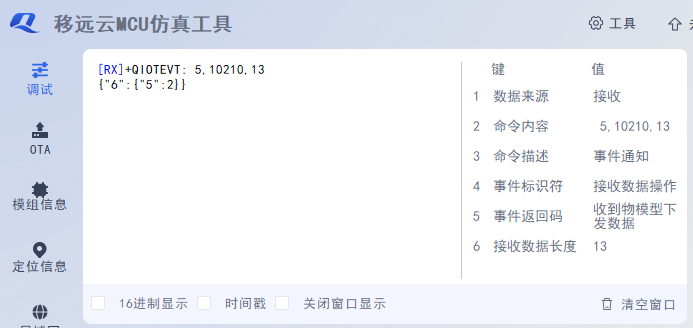 移远云MCU仿真工具
工具
调试
OTA
模组信息
定位信息
[RX]+QIOTEVT: 5,10210,13
{"6":{"5":2}}
键 值
1 数据来源 接收
2 命令内容 5,10210,13
3 命令描述 事件通知
4 事件标识符 接收数据操作
5 事件返回码 收到物模型下
发数据
6 接收数据长度 13
16进制显示 时间戳 关闭窗口显示 清空窗口